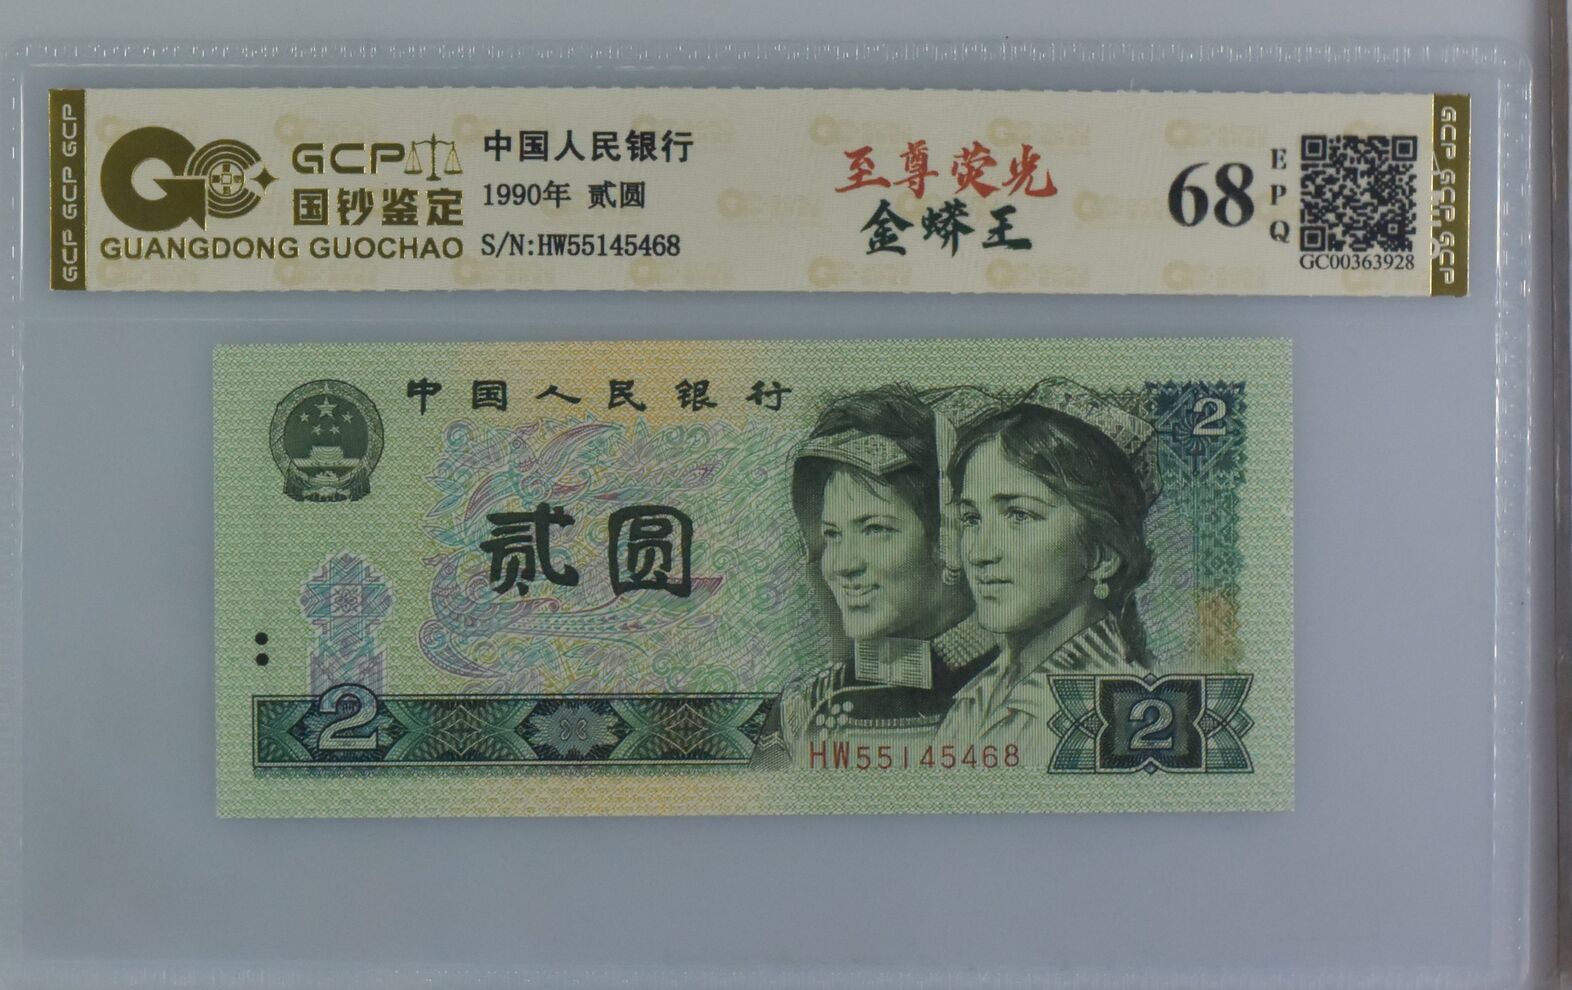 GCP GCP GCP
GCP
国钞鉴定
GUANGDONG GUOCHAO
中国人民银行
1990年 贰圆
S/N:HW55145468
至尊荧光
金蟒王
68
EPQ
GC00363928
GCP GCP GCP
中国人民银行
2
贰圆
2
HW55145468
2